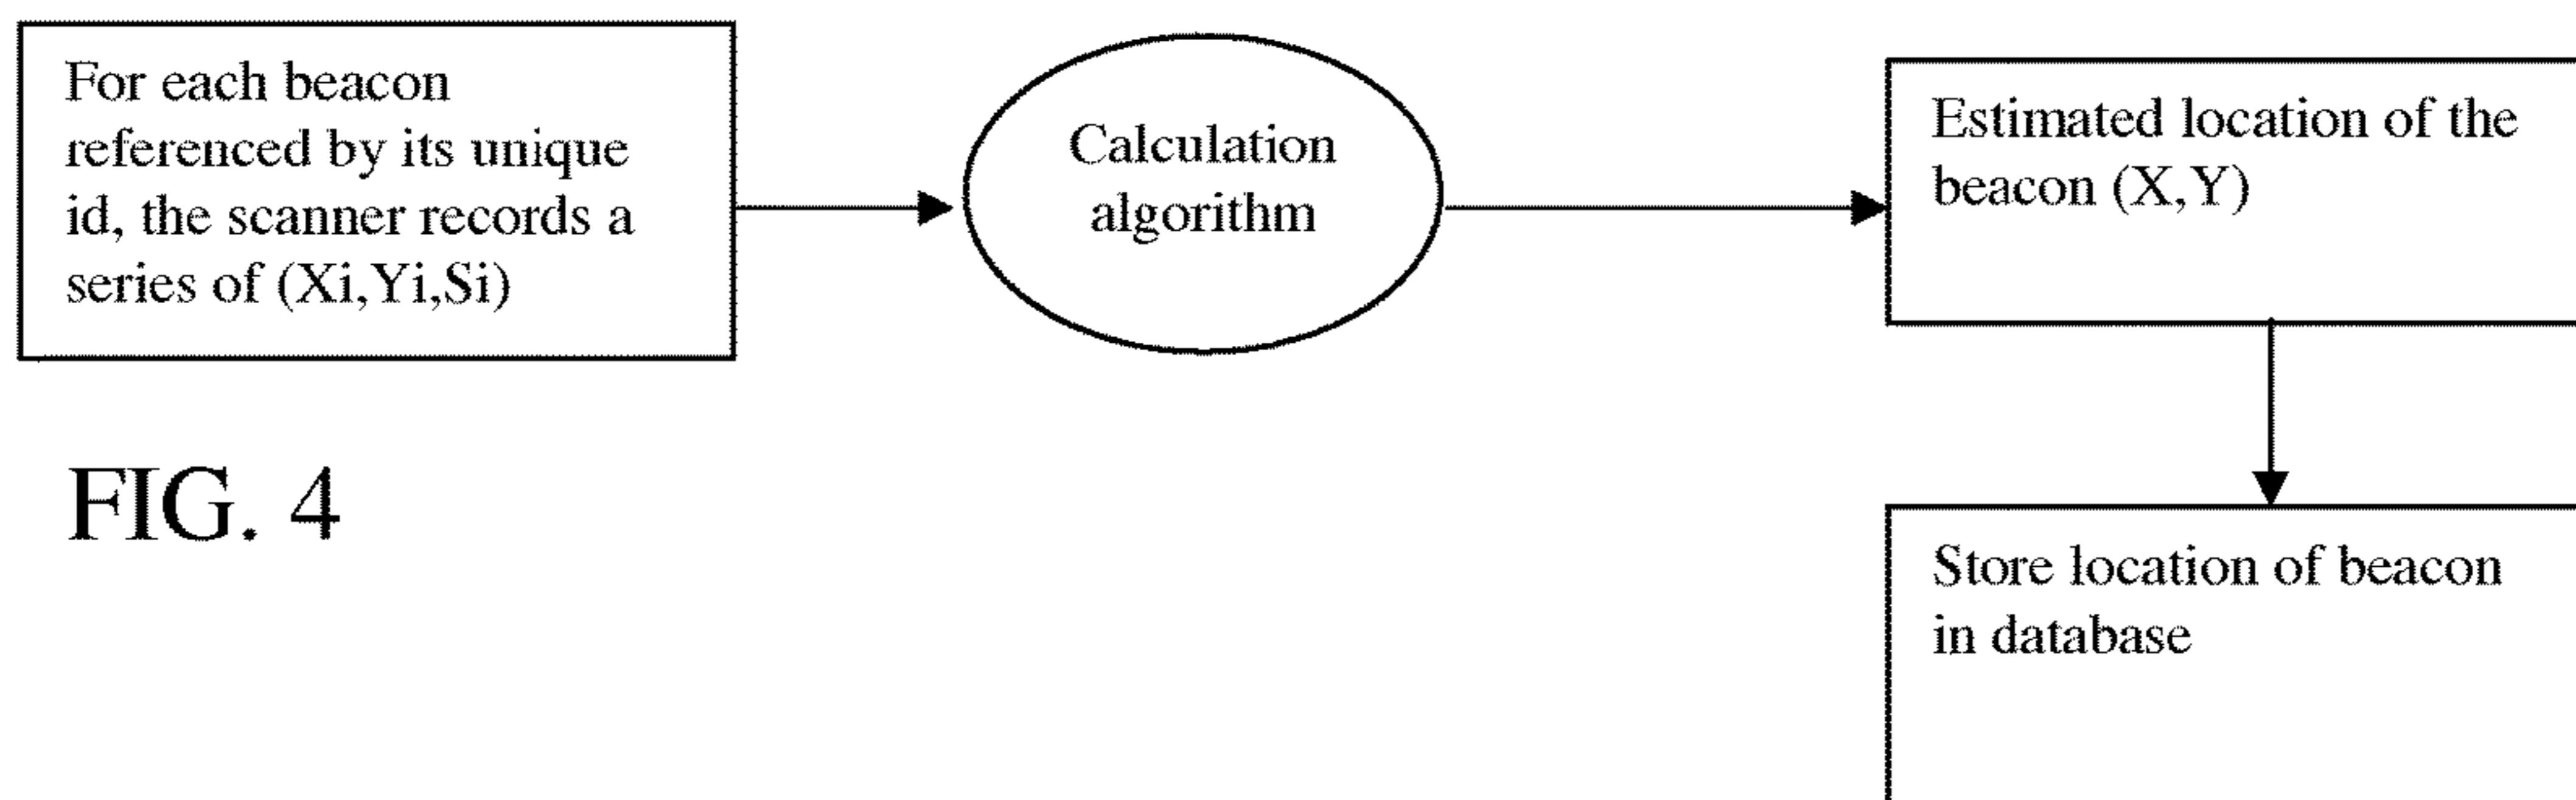 For each beacon
referenced by its unique
id, the scanner records a
series of (Xi,Yi,Si)
Calculation
algorithm
Estimated location of the
beacon (X,Y)
Store location of beacon
in database
FIG. 4